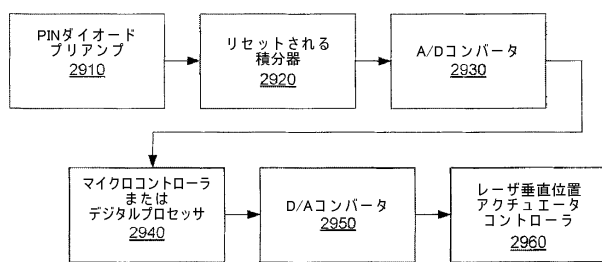 PINダイオード
プリアンプ
2910
リセットされる
積分器
2920
A/Dコンバータ
2930
マイクロコントローラ
または
デジタルプロセッサ
2940
D/Aコンバータ
2950
レーザ垂直位置
アクチュエータ
コントローラ
2960